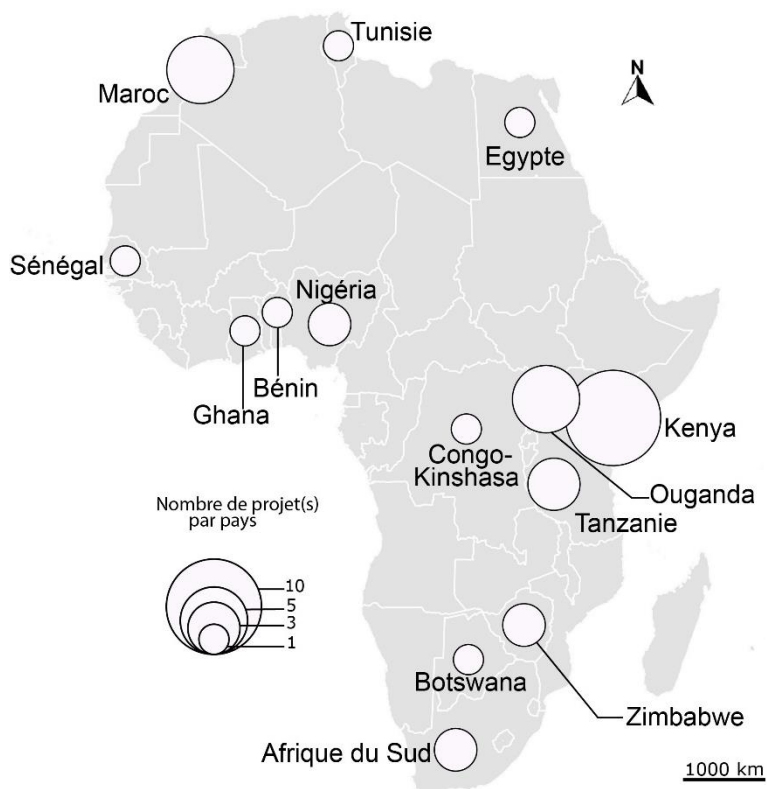 Tunisie
N
Maroc
Egypte
Sénégal
Nigéria
Bénin
Ghana
Kenya
Congo-
Kinshasa
Ouganda
Tanzanie
Nombre de projet(s)
par pays
10
5
3
1
Botswana
Zimbabwe
Afrique du Sud
1000 km